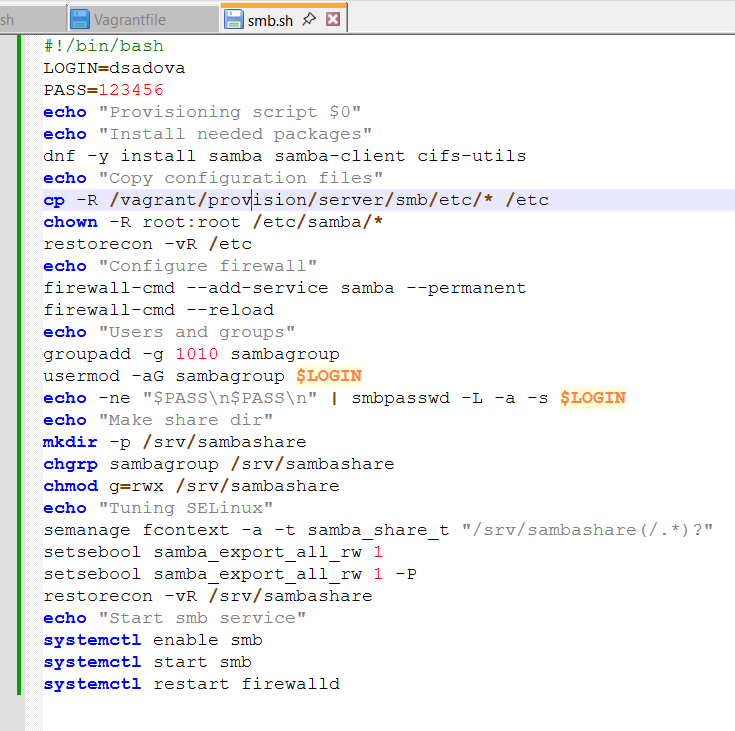 sh Vagrantfile smb.sh
#!/bin/bash
LOGIN=dsadova
PASS=123456
echo "Provisioning script $0"
echo "Install needed packages"
dnf -y install samba samba-client cifs-utils
echo "Copy configuration files"
cp -R /vagrant/provision/server/smb/etc/* /etc
chown -R root:root /etc/samba/*
restorecon -vR /etc
echo "Configure firewall"
firewall-cmd --add-service samba --permanent
firewall-cmd --reload
echo "Users and groups"
groupadd -g 1010 sambagroup
usermod -aG sambagroup $LOGIN
echo -ne "$PASS\n$PASS\n" | smbpasswd -L -a -s $LOGIN
echo "Make share dir"
mkdir -p /srv/sambashare
chgrp sambagroup /srv/sambashare
chmod g=rwx /srv/sambashare
echo "Tuning SELinux"
semanage fcontext -a -t samba_share_t "/srv/sambashare(/.*)?"
setsebool samba_export_all_rw 1
setsebool samba_export_all_rw 1 -P
restorecon -vR /srv/sambashare
echo "Start smb service"
systemctl enable smb
systemctl start smb
systemctl restart firewalld